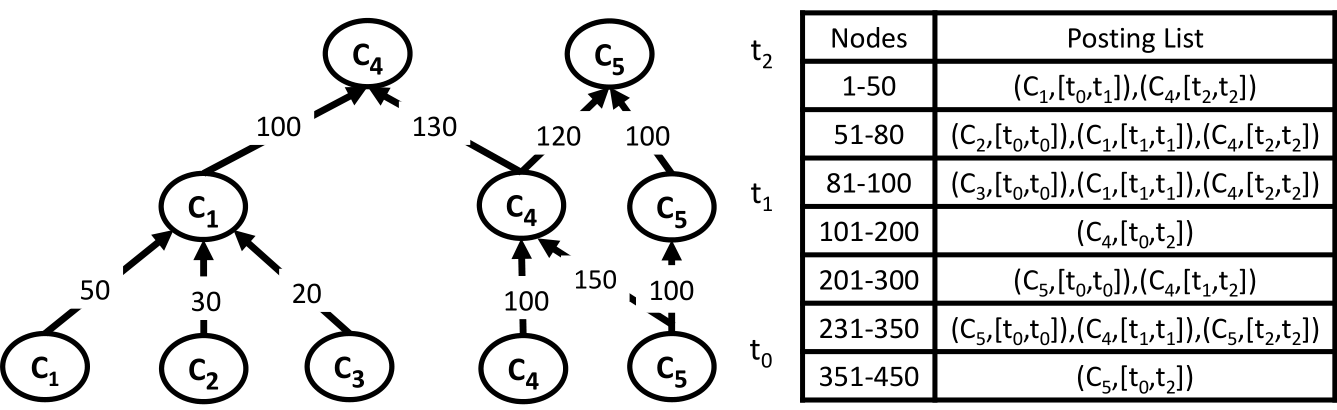 C₄ C₅ t₂
100 130 120 100
C₁ C₄ C₅ t₁
50 30 20 100 150 100
C₁ C₂ C₃ C₄ C₅ t₀
Nodes Posting List
1-50 (C₁,[t₀,t₁]),(C₄,[t₂,t₂])
51-80 (C₂,[t₀,t₀]),(C₁,[t₁,t₁]),(C₄,[t₂,t₂])
81-100 (C₃,[t₀,t₀]),(C₁,[t₁,t₁]),(C₄,[t₂,t₂])
101-200 (C₄,[t₀,t₂])
201-300 (C₅,[t₀,t₀]),(C₄,[t₁,t₂])
231-350 (C₅,[t₀,t₀]),(C₄,[t₁,t₁]),(C₅,[t₂,t₂])
351-450 (C₅,[t₀,t₂])